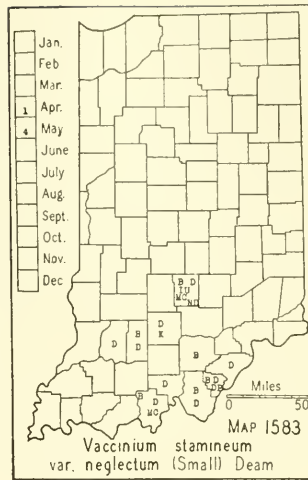 Jan.
Feb
Mar.
1 Apr.
4 May
June
July
Aug.
Sept.
Oct.
Nov.
Dec
B D
IU
MC
ND
D
K
B
D
D
B
D
B D
D B
D
B
D
MC
B
D
Miles
0 50
MAP 1583
Vaccinium stamineum
var. neglectum (Small) Deam